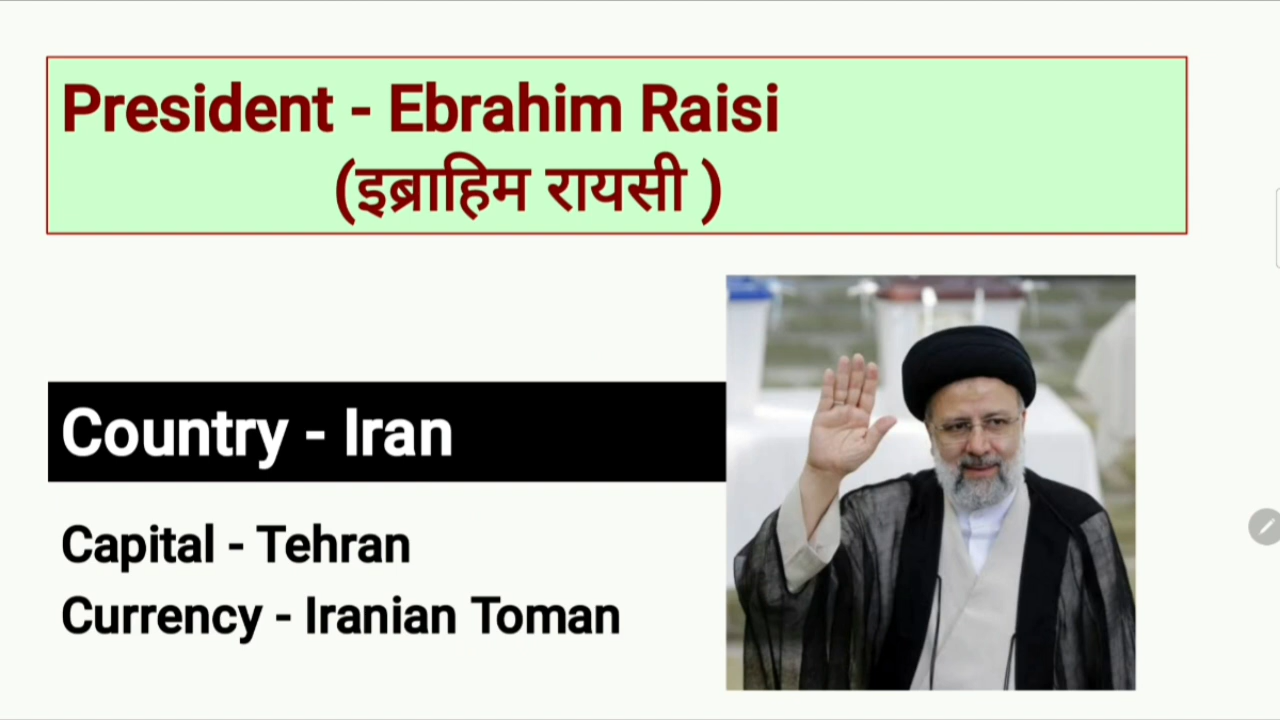 President - Ebrahim Raisi
(इब्राहिम रायसी )
Country - Iran
Capital - Tehran
Currency - Iranian Toman